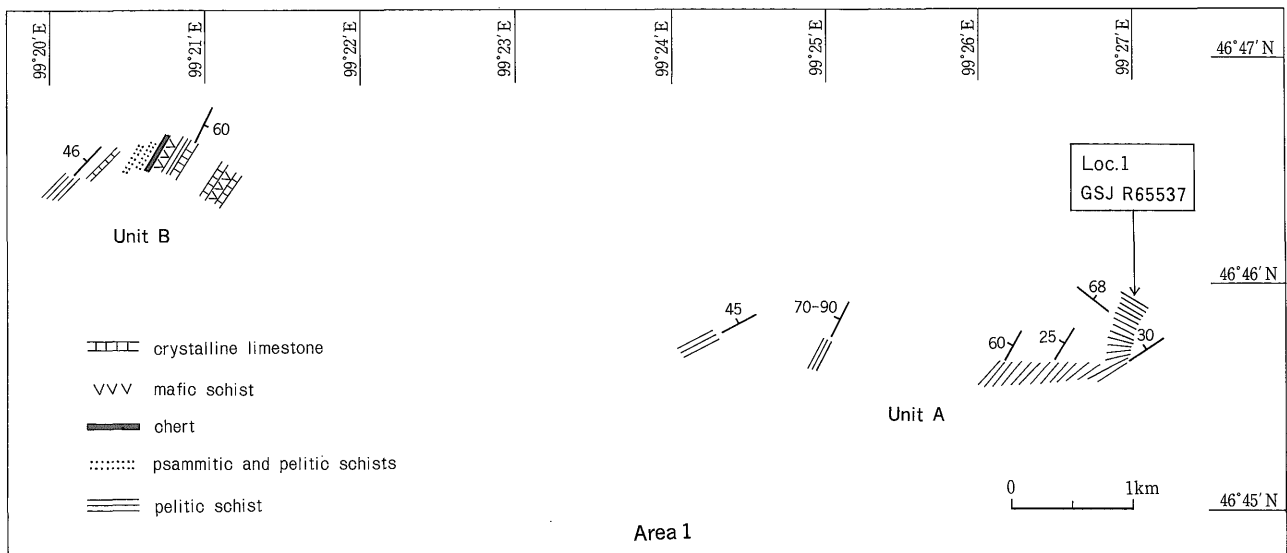 99°20′E
99°21′E
99°22′E
99°23′E
99°24′E
99°25′E
99°26′E
99°27′E
46°47′N
60
46
Unit B
Loc.1
GSJ R65537
46°46′N
68
45
70-90
60
25
30
crystalline limestone
mafic schist
chert
psammitic and pelitic schists
pelitic schist
Unit A
0
1km
46°45′N
Area 1